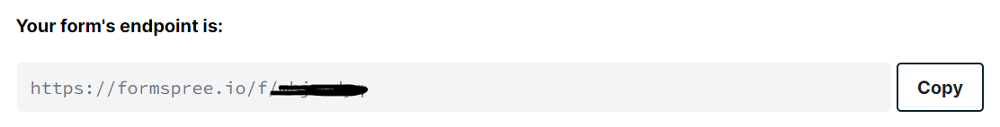 Your form's endpoint is:
https://formspree.io/f/
Copy